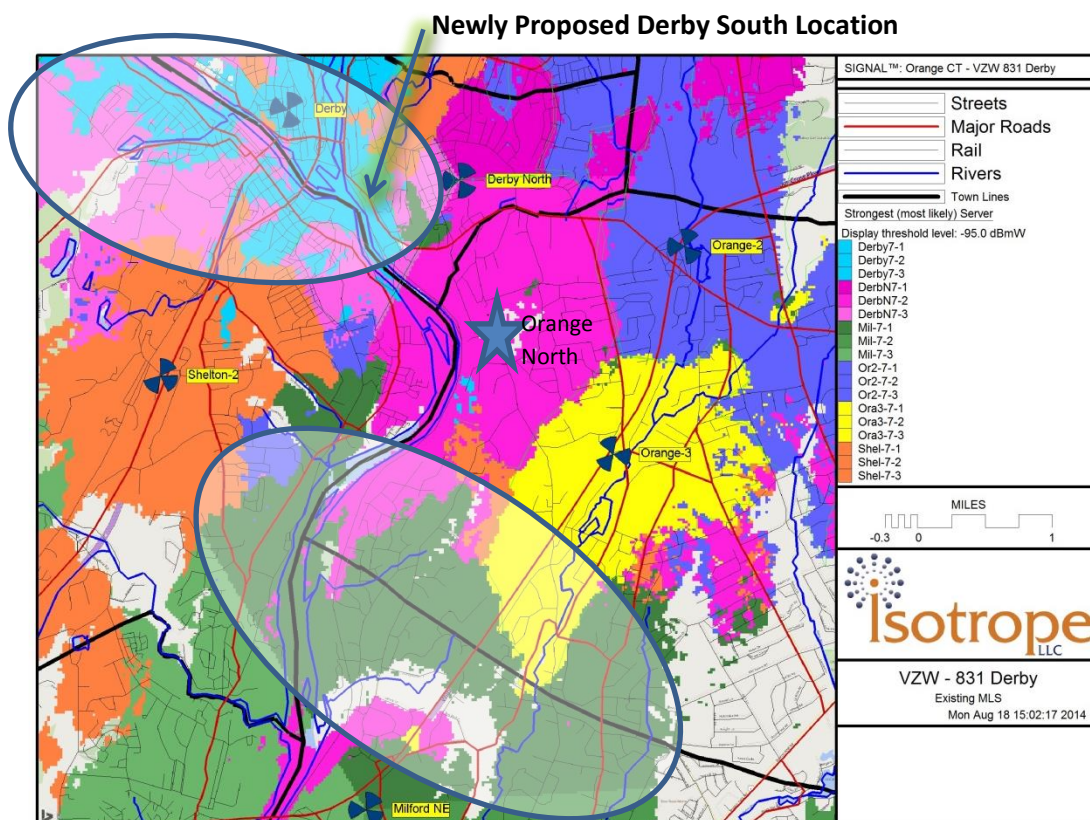 Newly Proposed Derby South Location
SIGNAL™: Orange CT - VZW 831 Derby
Streets
Major Roads
Rail
Rivers
Town Lines
Strongest (most likely) Server
Display threshold level: -95.0 dBmW
Derby7-1
Derby7-2
Derby7-3
DerbN7-1
DerbN7-2
DerbN7-3
Mil-7-1
Mil-7-2
Mil-7-3
Or2-7-1
Or2-7-2
Or2-7-3
Ora3-7-1
Ora3-7-2
Ora3-7-3
Shel-7-1
Shel-7-2
Shel-7-3
MILES
-0.3 0 1
Isotrope
LLC
VZW - 831 Derby
Existing MLS
Mon Aug 18 15:02:17 2014
Derby
Derby North
Orange-2
Orange
North
Shelton-2
Orange-3
Milford NE